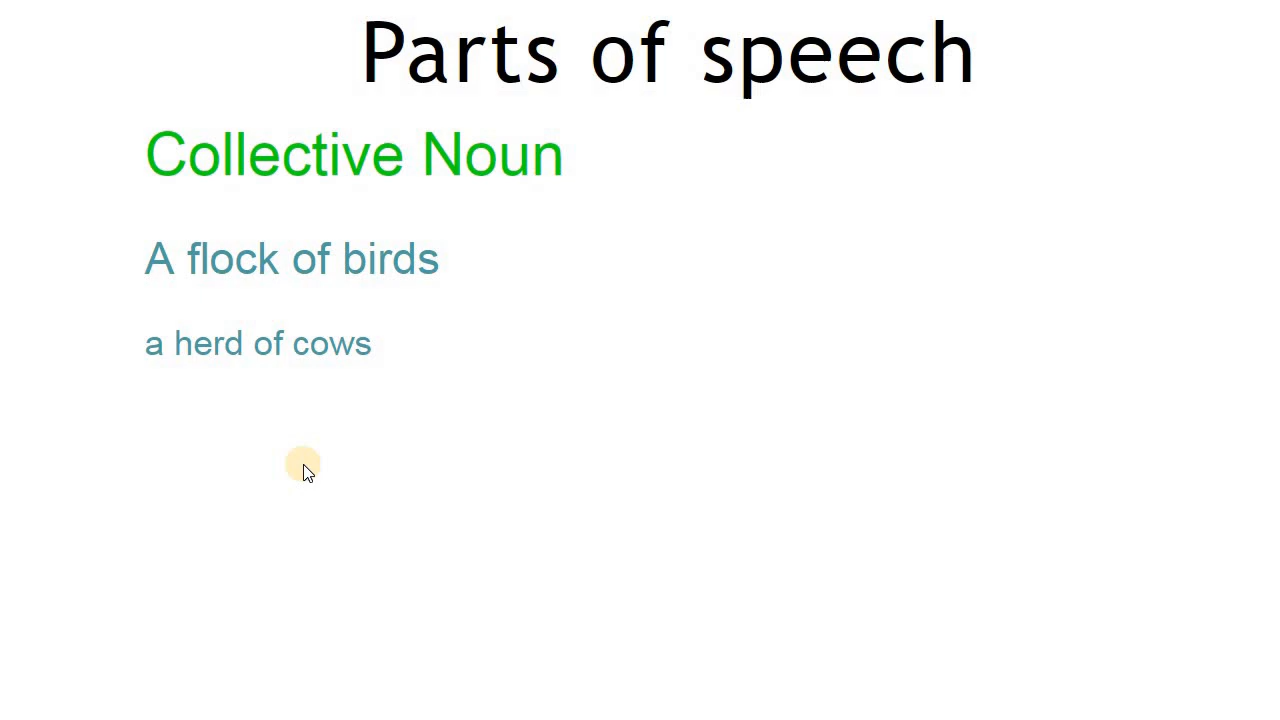 Parts of speech
Collective Noun
A flock of birds
a herd of cows